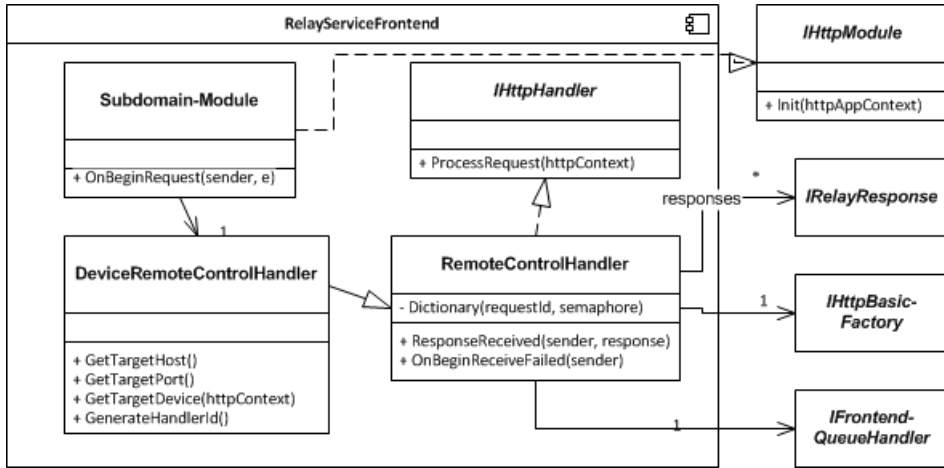 RelayServiceFrontend
IHttpModule
+ Init(httpAppContext)
Subdomain-Module
+ OnBeginRequest(sender, e)
IHttpHandler
+ ProcessRequest(httpContext)
*
responses
IRelayResponse
1
DeviceRemoteControlHandler
+ GetTargetHost()
+ GetTargetPort()
+ GetTargetDevice(httpContext)
+ GenerateHandlerId()
RemoteControlHandler
- Dictionary(requestId, semaphore)
+ ResponseReceived(sender, response)
+ OnBeginReceiveFailed(sender)
1
IHttpBasic-
Factory
1
IFrontend-
QueueHandler